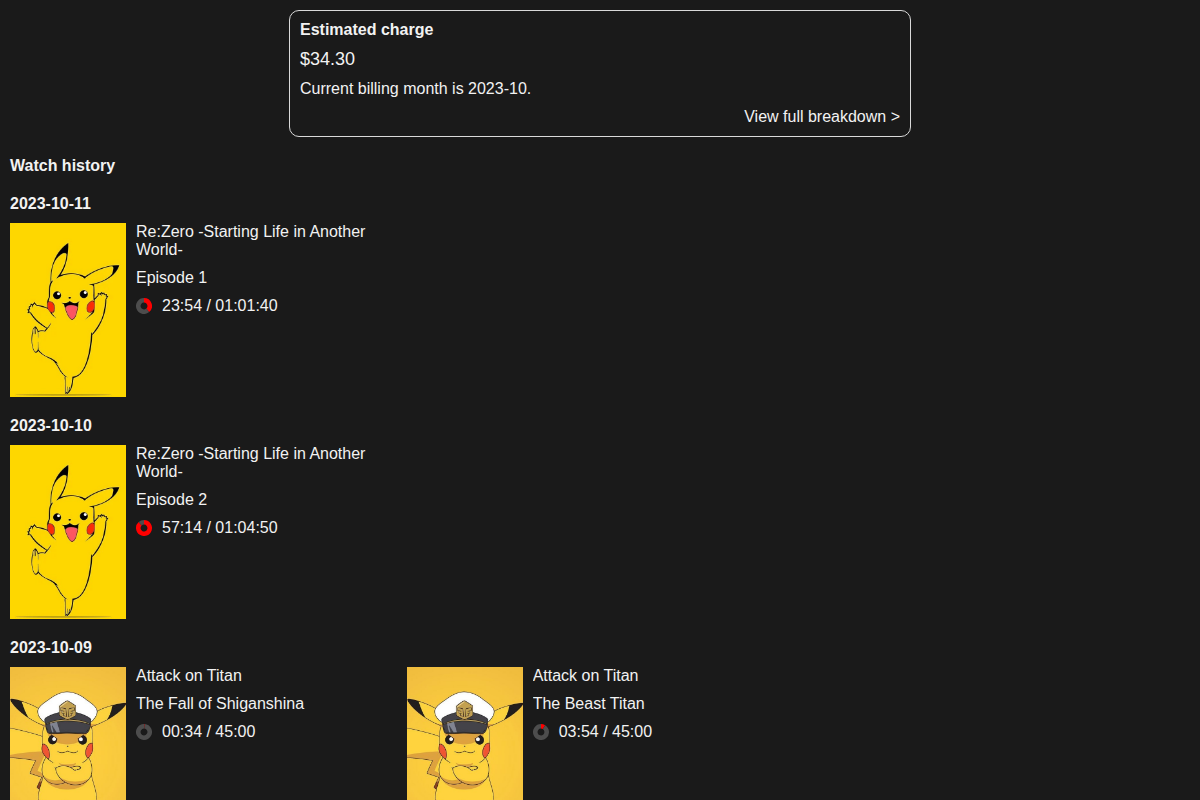 Estimated charge
$34.30
Current billing month is 2023-10.
View full breakdown >
Watch history
2023-10-11
Re:Zero -Starting Life in Another
World-
Episode 1
23:54 / 01:01:40
2023-10-10
Re:Zero -Starting Life in Another
World-
Episode 2
57:14 / 01:04:50
2023-10-09
Attack on Titan
The Fall of Shiganshina
00:34 / 45:00
Attack on Titan
The Beast Titan
03:54 / 45:00